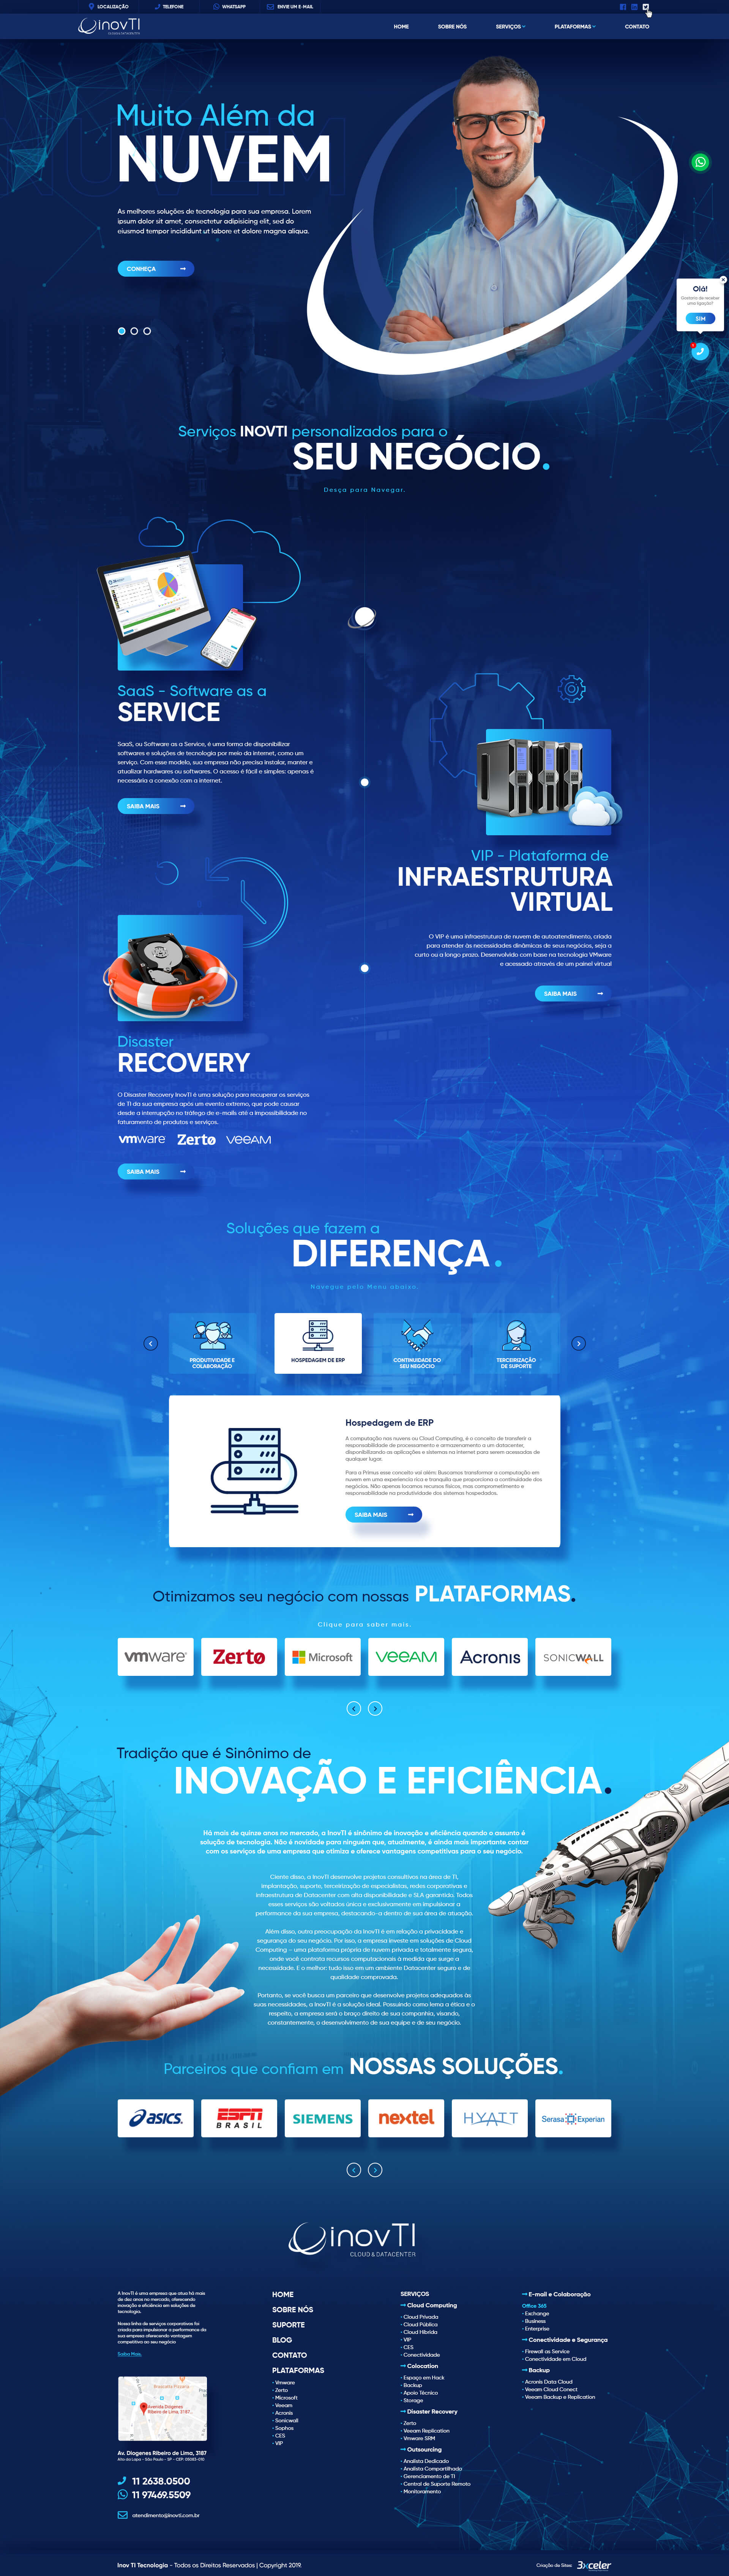 LOCALIZAÇÃO TELEFONE WHATSAPP ENVIE UM E-MAIL
inovTI
HOME SOBRE NÓS SERVIÇOS PLATAFORMAS CONTATO
Muito Além da
NUVEM
As melhores soluções de tecnologia para sua empresa. Lorem
ipsum dolor sit amet, consectetur adipisicing elit, sed do
eiusmod tempor incididunt ut labore et dolore magna aliqua.
CONHEÇA
Olá!
Gostaria de receber
uma ligação?
SIM
Serviços INOVTI personalizados para o
SEU NEGÓCIO.
Desça para Navegar.
SaaS - Software as a
SERVICE
SaaS, ou Software as a Service, é uma forma de disponibilizar
softwares e soluções de tecnologia por meio da internet, como um
serviço. Com esse modelo, sua empresa não precisa instalar, manter e
atualizar hardwares ou softwares. O acesso é fácil e simples: apenas é
necessária a conexão com a internet.
SAIBA MAIS
VIP - Plataforma de
INFRAESTRUTURA
VIRTUAL
O VIP é uma infraestrutura de nuvem de autoatendimento, criada
para atender às necessidades dinâmicas de seus negócios, seja a
curto ou a longo prazo. Desenvolvido com base na tecnologia VMware
e acessado através de um painel virtual
SAIBA MAIS
Disaster
RECOVERY
O Disaster Recovery InovTI é uma solução para recuperar os serviços
de TI da sua empresa após um evento extremo, que pode causar
desde a interrupção no tráfego de e-mails até a impossibilidade no
faturamento de produtos e serviços.
vmware Zerto veeAM
SAIBA MAIS
Soluções que fazem a
DIFERENÇA.
Navegue pelo Menu abaixo.
PRODUTIVIDADE E
COLABORAÇÃO
HOSPEDAGEM DE ERP
CONTINUIDADE DO
SEU NEGÓCIO
TERCEIRIZAÇÃO
DE SUPORTE
Hospedagem de ERP
A computação nas nuvens ou Cloud Computing, é o conceito de transferir a
responsabilidade de processamento e armazenamento a um datacenter,
disponibilizando as aplicações e sistemas na internet para serem acessadas de
qualquer lugar.
Para a Primus esse conceito vai além. Buscamos transformar a computação em
nuvem em uma experiência rica e tranquila que proporciona a continuidade dos
negócios. Não apenas locamos recursos físicos, mas comprometimento e
responsabilidade na produtividade dos sistemas hospedados.
SAIBA MAIS
Otimizamos seu negócio com nossas PLATAFORMAS.
Clique para saber mais.
vmware Zerto Microsoft veeAM Acronis SONICWALL
Tradição que é Sinônimo de
INOVAÇÃO E EFICIÊNCIA.
Há mais de quinze anos no mercado, a InovTI é sinônimo de inovação e eficiência quando o assunto é
solução de tecnologia. Não é novidade para ninguém que, atualmente, é ainda mais importante contar
com os serviços de uma empresa que otimiza e oferece vantagens competitivas para o seu negócio.
Ciente disso, a InovTI desenvolve projetos consultivos na área de TI,
implantação, suporte, terceirização de especialistas, redes corporativas e
infraestrutura de Datacenter com alta disponibilidade e SLA garantida. Todos
esses serviços são voltados única e exclusivamente em impulsionar a
performance da sua empresa, destacando-a dentro de sua área de atuação.
Além disso, outra preocupação da InovTI é em relação a privacidade e
segurança do seu negócio. Por isso, a empresa investe em soluções de Cloud
Computing – uma plataforma própria de nuvem privada e totalmente segura,
onde você contrata recursos computacionais à medida que surge a
necessidade. E o melhor: tudo isso em um ambiente Datacenter seguro e de
qualidade comprovada.
Portanto, se você busca um parceiro que desenvolve projetos adequados às
suas necessidades, a InovTI é a solução ideal. Possuindo como lema a ética e o
respeito, a empresa será o braço direito de sua companhia, visando,
constantemente, o desenvolvimento de sua equipe e de seu negócio.
Parceiros que confiam em NOSSAS SOLUÇÕES.
asics. ESPN BRASIL SIEMENS nextel HYATT Serasa Experian
inovTI
CLOUD & DATACENTER
A InovTI é uma empresa que atua há mais
de dez anos no mercado, oferecendo
inovação e eficiência em soluções de
tecnologia.
Nossa linha de serviços corporativos foi
criada para impulsionar a performance da
sua empresa oferecendo vantagem
competitiva ao seu negócio
Saiba Mais.
Avenida Diogenes
Ribeiro de Lima, 3187
Av. Diogenes Ribeiro de Lima, 3187
Alto da Lapa - São Paulo - SP - CEP: 05083-010
11 2638.0500
11 97469.5509
atendimento@inovti.com.br
HOME
SOBRE NÓS
SUPORTE
BLOG
CONTATO
PLATAFORMAS
- Vmware
- Zerto
- Microsoft
- Veeam
- Acronis
- Sonicwall
- Sophos
- CES
- VIP
SERVIÇOS
Cloud Computing
- Cloud Privada
- Cloud Pública
- Cloud Híbrida
- VIP
- CES
- Conectividade
Colocation
- Espaço em Hack
- Backup
- Apoio Técnico
- Storage
Disaster Recovery
- Zerto
- Veeam Replication
- Vmware SRM
Outsourcing
- Analista Dedicado
- Analista Compartilhado
- Gerenciamento de TI
- Central de Suporte Remoto
- Monitoramento
E-mail e Colaboração
Office 365
- Exchange
- Business
- Enterprise
Conectividade e Segurança
- Firewall as Service
- Conectividade em Cloud
Backup
- Acronis Data Cloud
- Veeam Cloud Conect
- Veeam Backup e Replication
Inov TI Tecnologia - Todos os Direitos Reservados | Copyright 2019.
Criação de Sites 3xceler